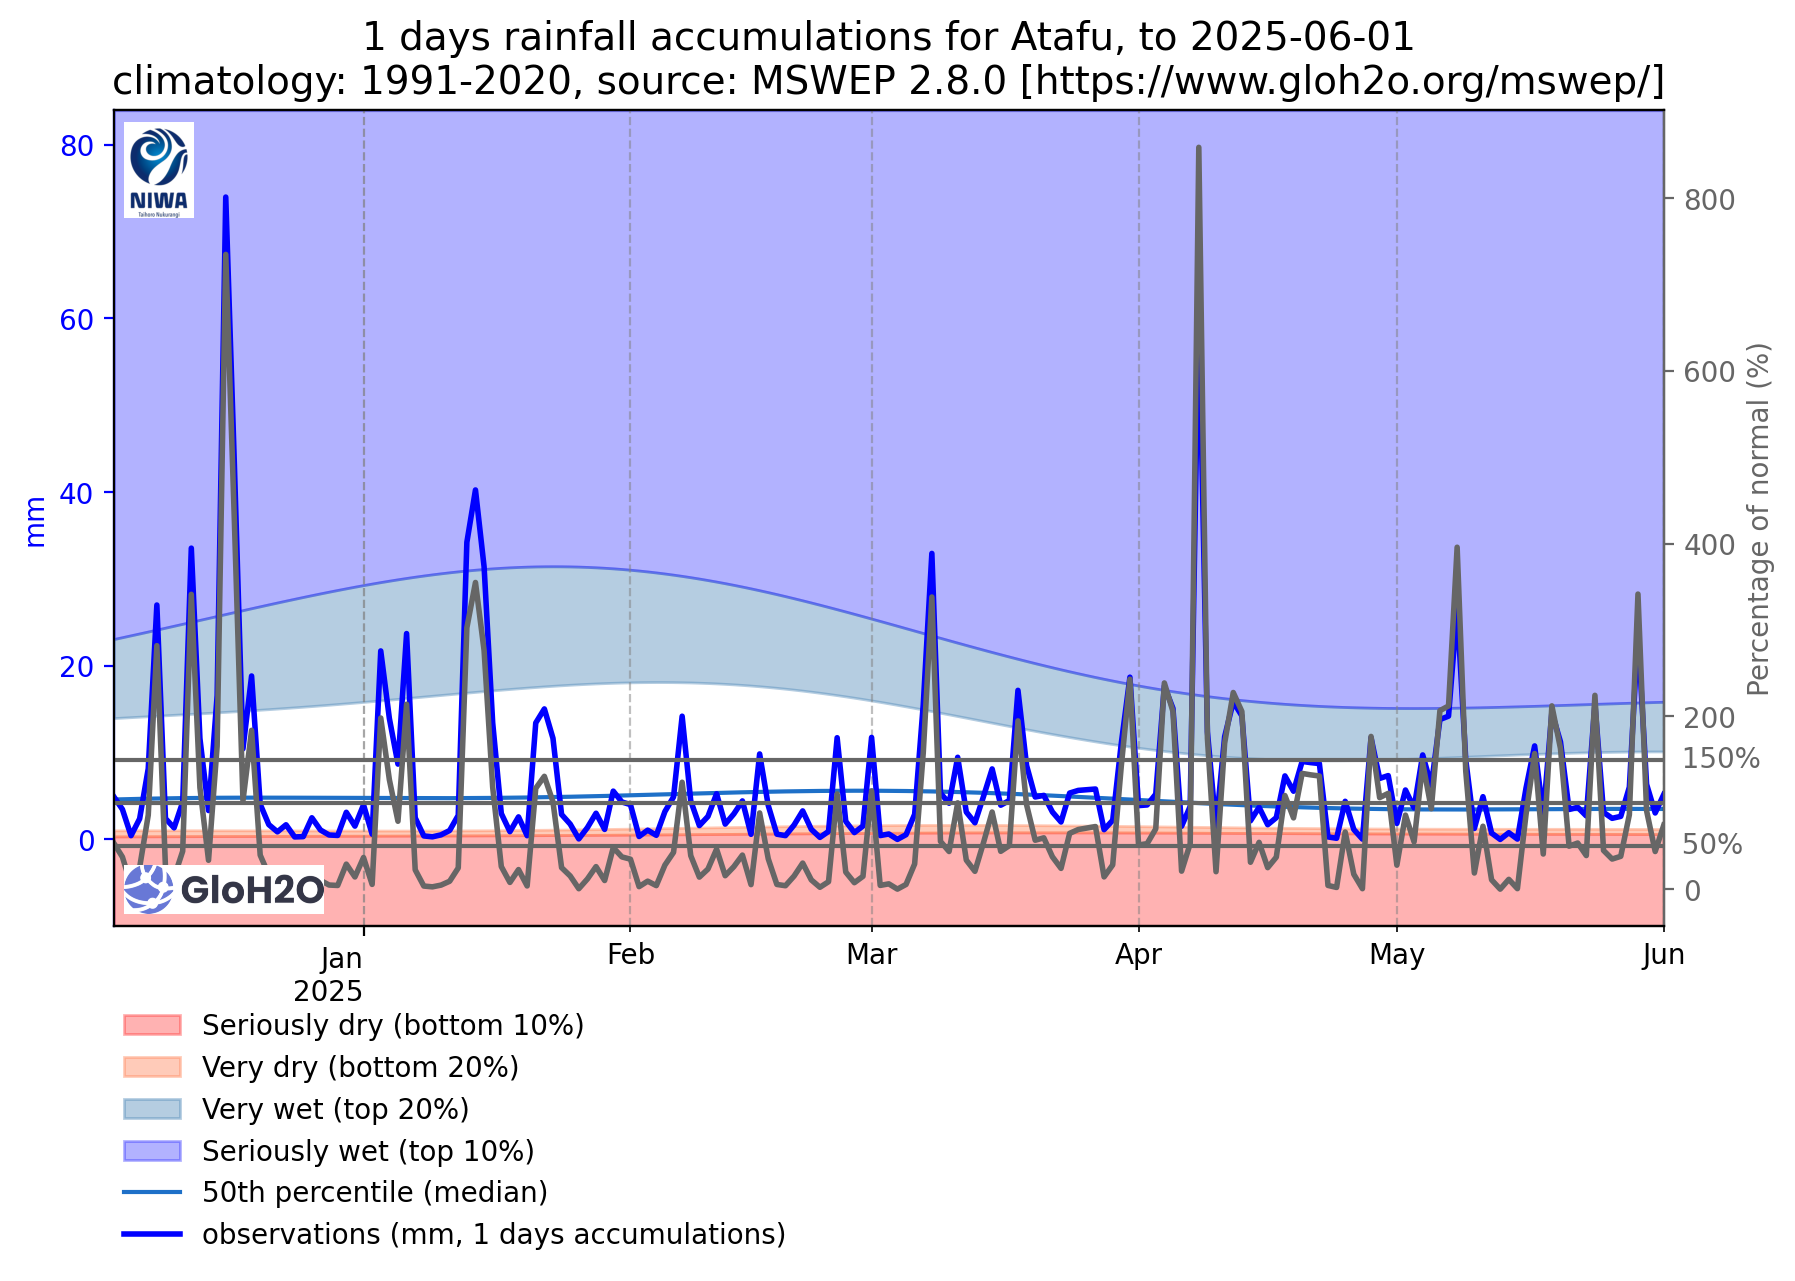 1 days rainfall accumulations for Atafu, to 2025-06-01
climatology: 1991-2020, source: MSWEP 2.8.0 [https://www.gloh2o.org/mswep/]
NIWA
Taihoro Nukurangi
80
60
40
20
0
mm
800
600
400
200
150%
50%
0
Percentage of normal (%)
GloH2O
Jan
2025
Feb
Mar
Apr
May
Jun
Seriously dry (bottom 10%)
Very dry (bottom 20%)
Very wet (top 20%)
Seriously wet (top 10%)
50th percentile (median)
observations (mm, 1 days accumulations)